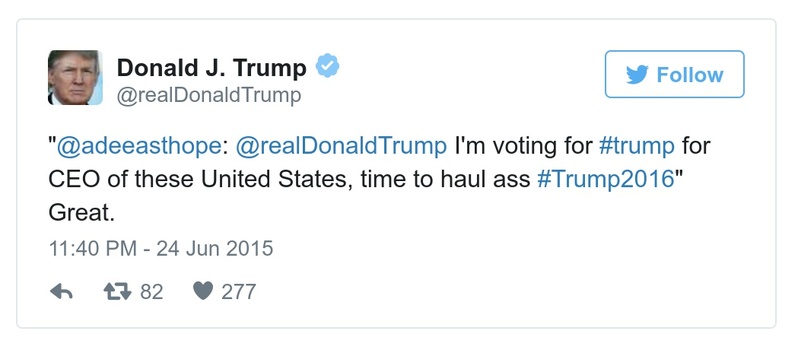 Donald J. Trump
@realDonaldTrump
Follow
"@adeeasthope: @realDonaldTrump I'm voting for #trump for
CEO of these United States, time to haul ass #Trump2016"
Great.
11:40 PM - 24 Jun 2015
82 277